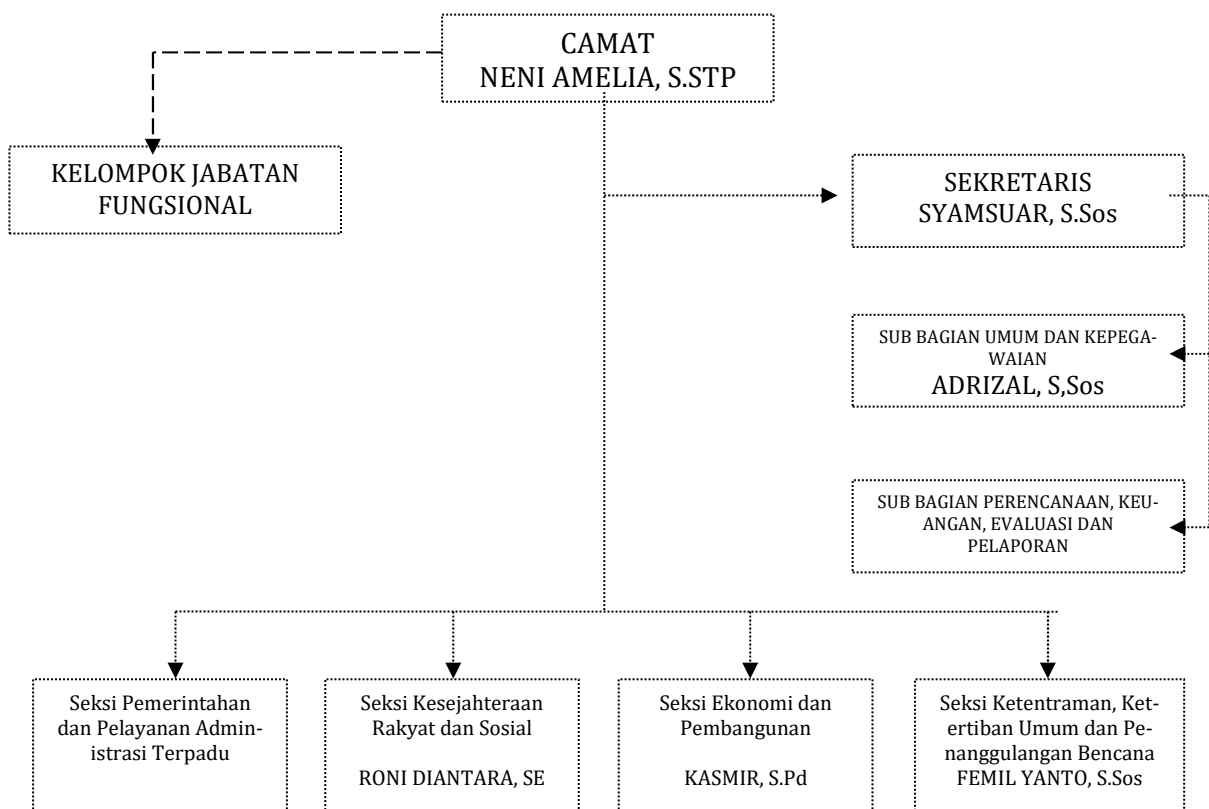 CAMAT
NENI AMELIA, S.STP
KELOMPOK JABATAN
FUNGSIONAL
SEKRETARIS
SYAMSUAR, S.Sos
SUB BAGIAN UMUM DAN KEPEGA-
WAIAN
ADRIZAL, S,Sos
SUB BAGIAN PERENCANAAN, KEU-
ANGAN, EVALUASI DAN
PELAPORAN
Seksi Pemerintahan
dan Pelayanan Admin-
istrasi Terpadu
Seksi Kesejahteraan
Rakyat dan Sosial
RONI DIANTARA, SE
Seksi Ekonomi dan
Pembangunan
KASMIR, S.Pd
Seksi Ketentraman, Ket-
ertiban Umum dan Pe-
nanggulangan Bencana
FEMIL YANTO, S.Sos